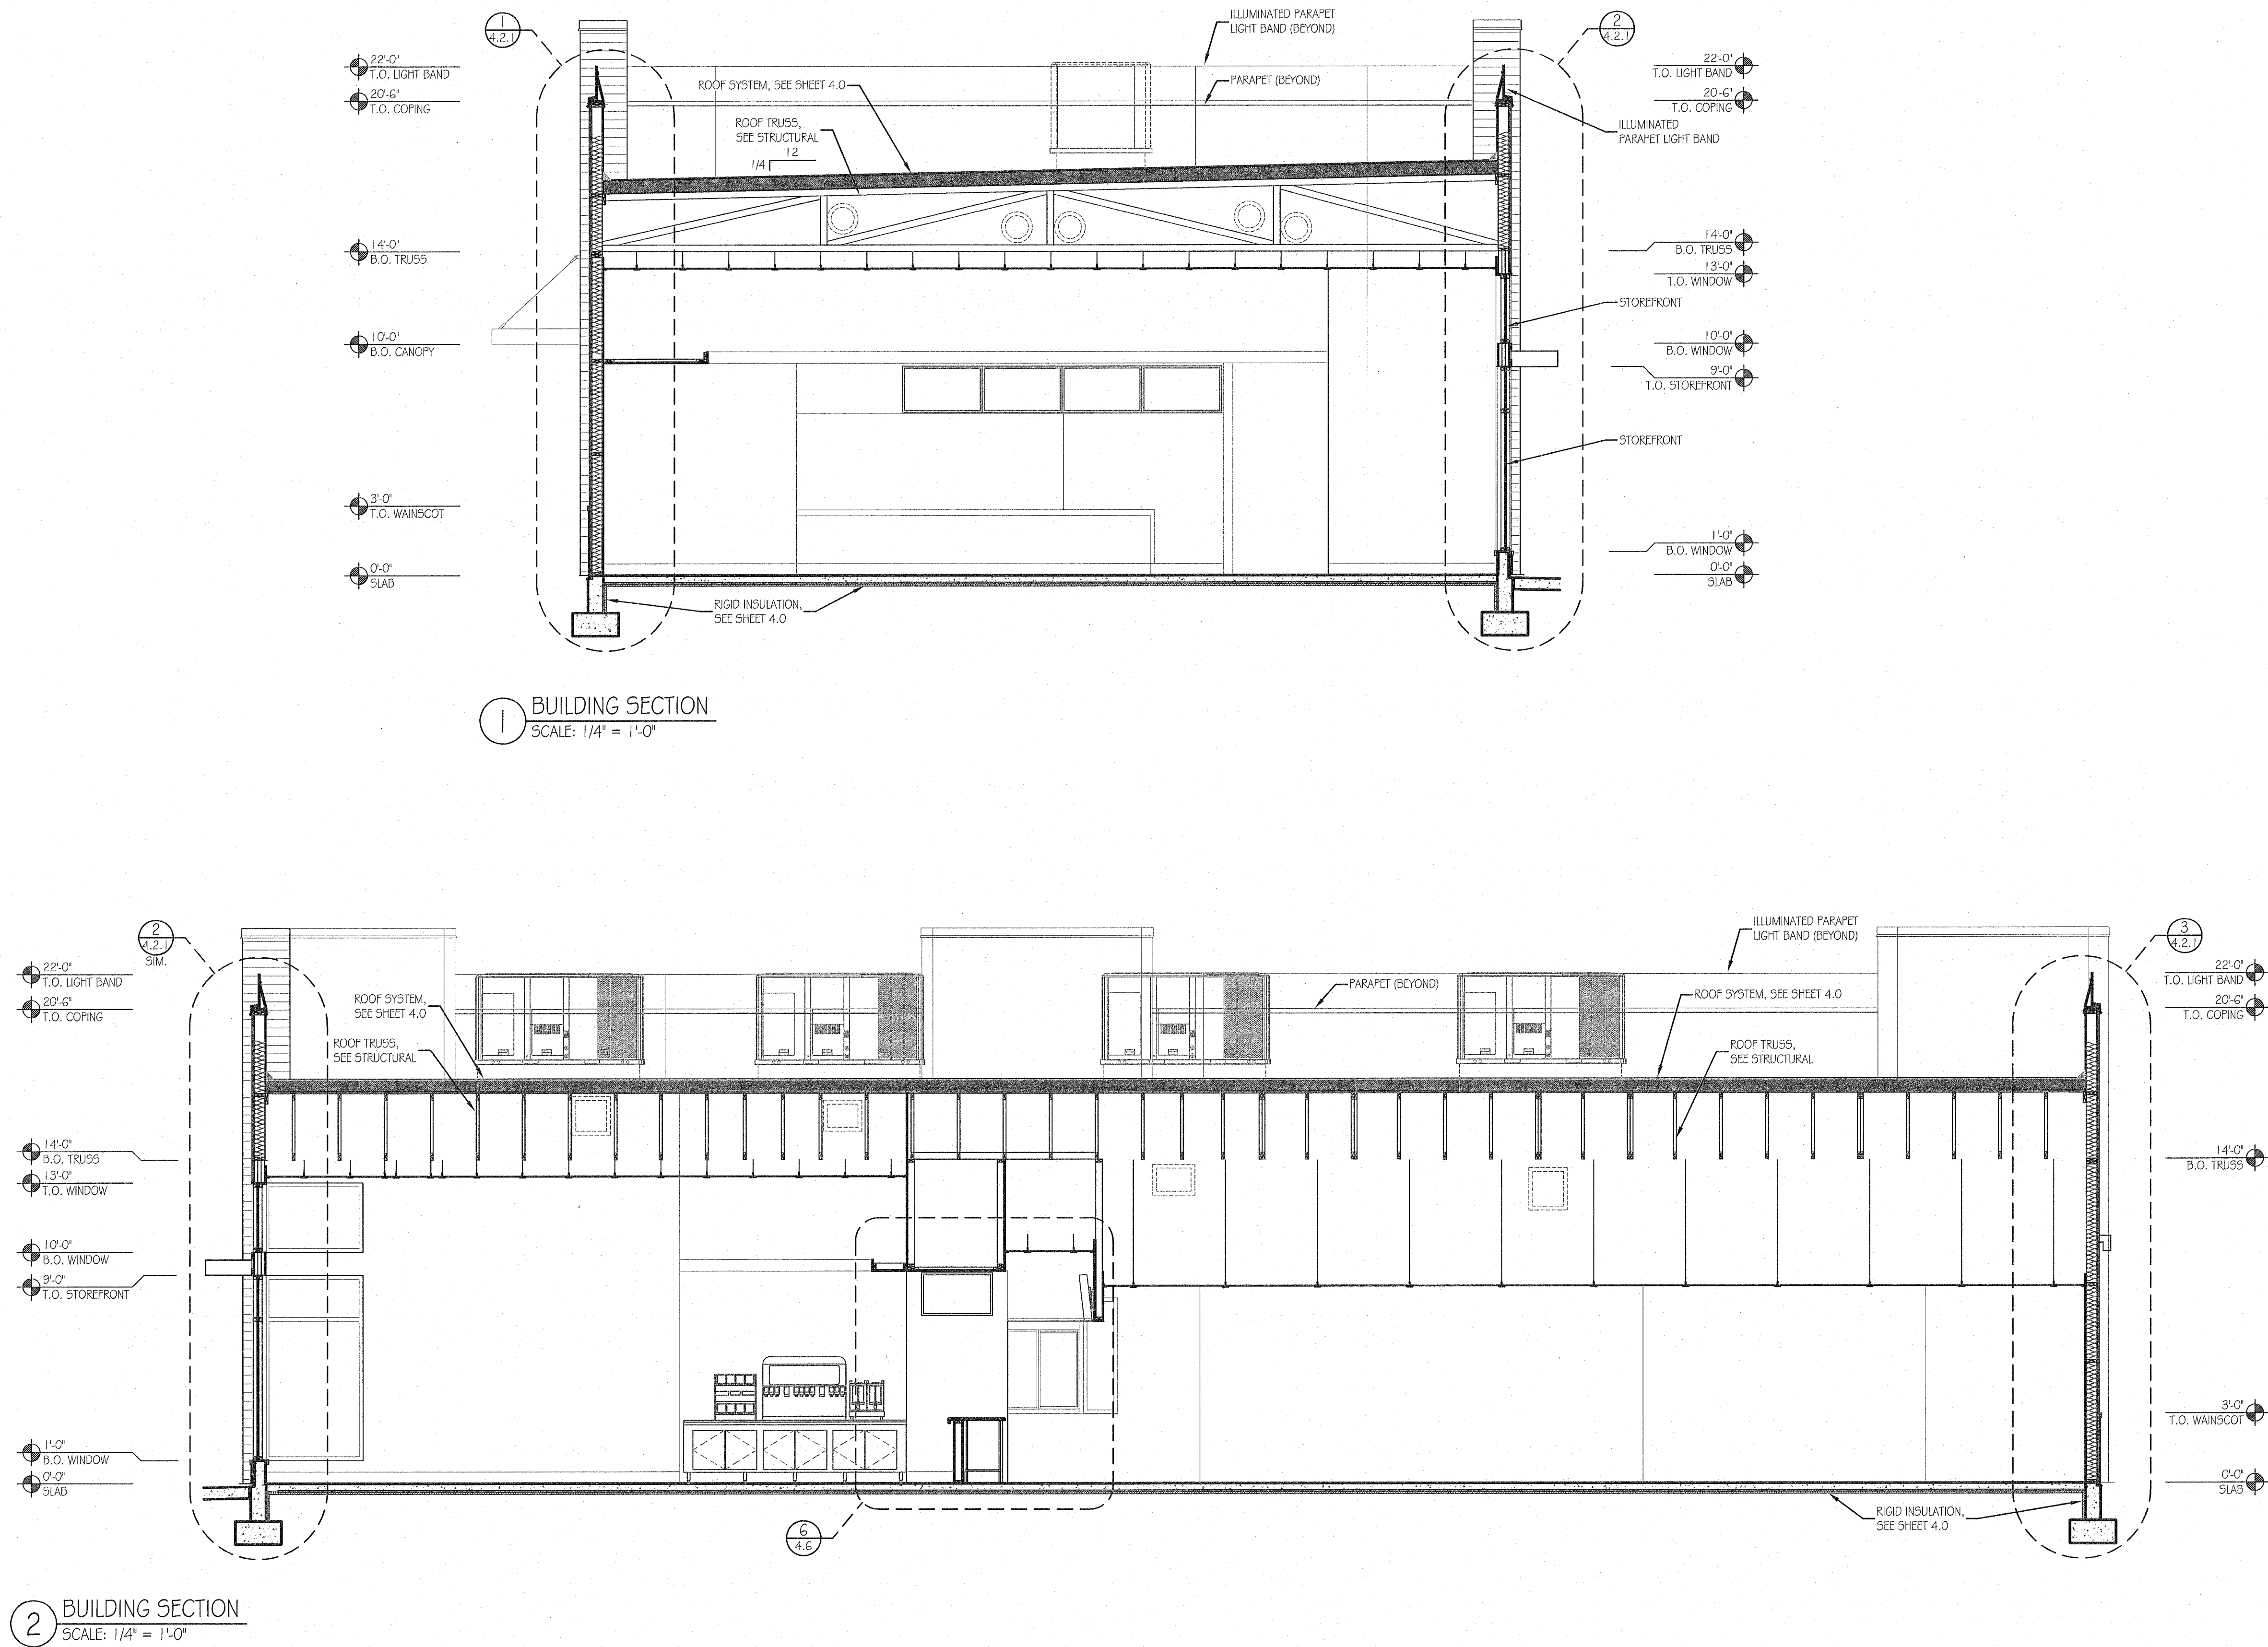 1
4.2.1
ILLUMINATED PARAPET
LIGHT BAND (BEYOND)
2
4.2.1
22'-0"
T.O. LIGHT BAND
20'-6"
T.O. COPING
ROOF SYSTEM, SEE SHEET 4.0
PARAPET (BEYOND)
22'-0"
T.O. LIGHT BAND
20'-6"
T.O. COPING
ROOF TRUSS,
SEE STRUCTURAL
12
1/4
ILLUMINATED
PARAPET LIGHT BAND
14'-0"
B.O. TRUSS
14'-0"
B.O. TRUSS
13'-0"
T.O. WINDOW
STOREFRONT
10'-0"
B.O. CANOPY
10'-0"
B.O. WINDOW
9'-0"
T.O. STOREFRONT
STOREFRONT
3'-0"
T.O. WAINSCOT
1'-0"
B.O. WINDOW
0'-0"
SLAB
0'-0"
SLAB
RIGID INSULATION,
SEE SHEET 4.0
1
BUILDING SECTION
SCALE: 1/4" = 1'-0"
2
4.2.1
SIM.
ILLUMINATED PARAPET
LIGHT BAND (BEYOND)
3
4.2.1
22'-0"
T.O. LIGHT BAND
20'-6"
T.O. COPING
ROOF SYSTEM,
SEE SHEET 4.0
ROOF TRUSS,
SEE STRUCTURAL
PARAPET (BEYOND)
ROOF SYSTEM, SEE SHEET 4.0
ROOF TRUSS,
SEE STRUCTURAL
22'-0"
T.O. LIGHT BAND
20'-6"
T.O. COPING
14'-0"
B.O. TRUSS
13'-0"
T.O. WINDOW
14'-0"
B.O. TRUSS
10'-0"
B.O. WINDOW
9'-0"
T.O. STOREFRONT
3'-0"
T.O. WAINSCOT
1'-0"
B.O. WINDOW
0'-0"
SLAB
0'-0"
SLAB
RIGID INSULATION,
SEE SHEET 4.0
6
4.6
2
BUILDING SECTION
SCALE: 1/4" = 1'-0"